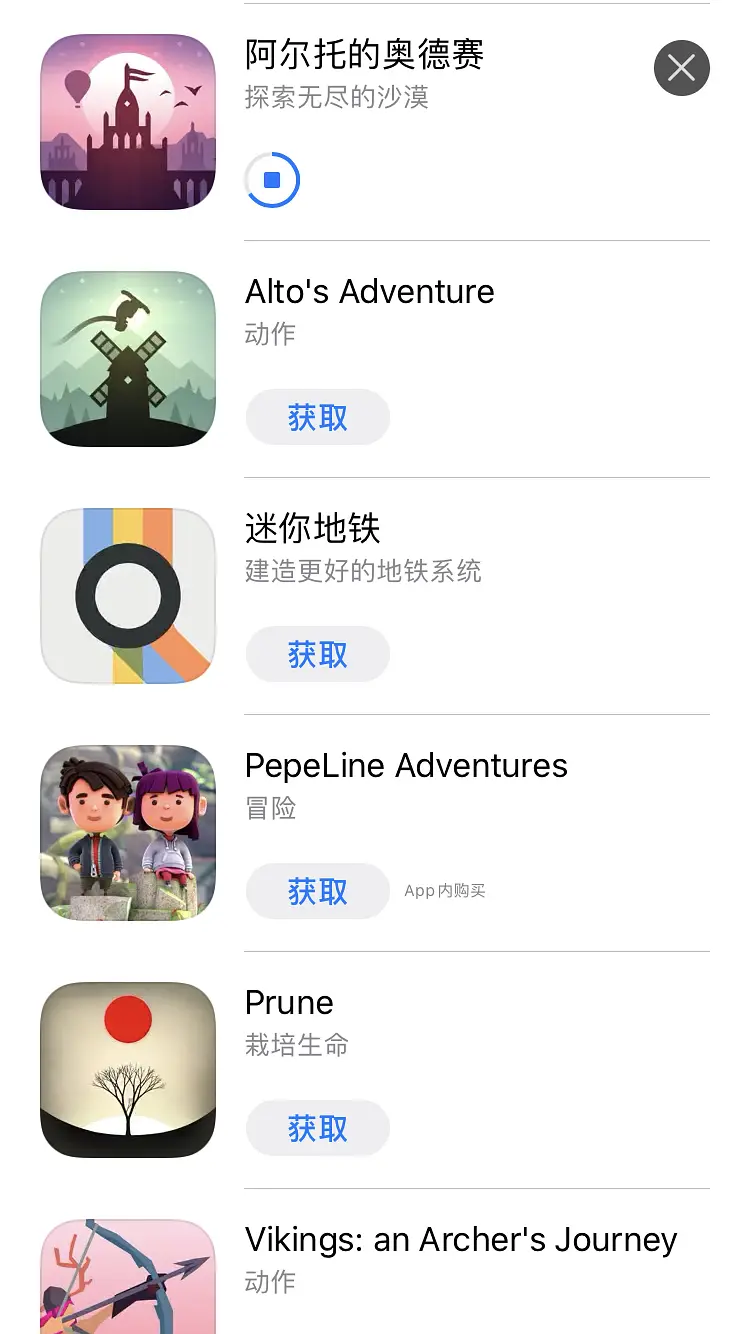 阿尔托的奥德赛
探索无尽的沙漠
Alto's Adventure
动作
获取
迷你地铁
建造更好的地铁系统
获取
PepeLine Adventures
冒险
获取 App内购买
Prune
栽培生命
获取
Vikings: an Archer's Journey
动作